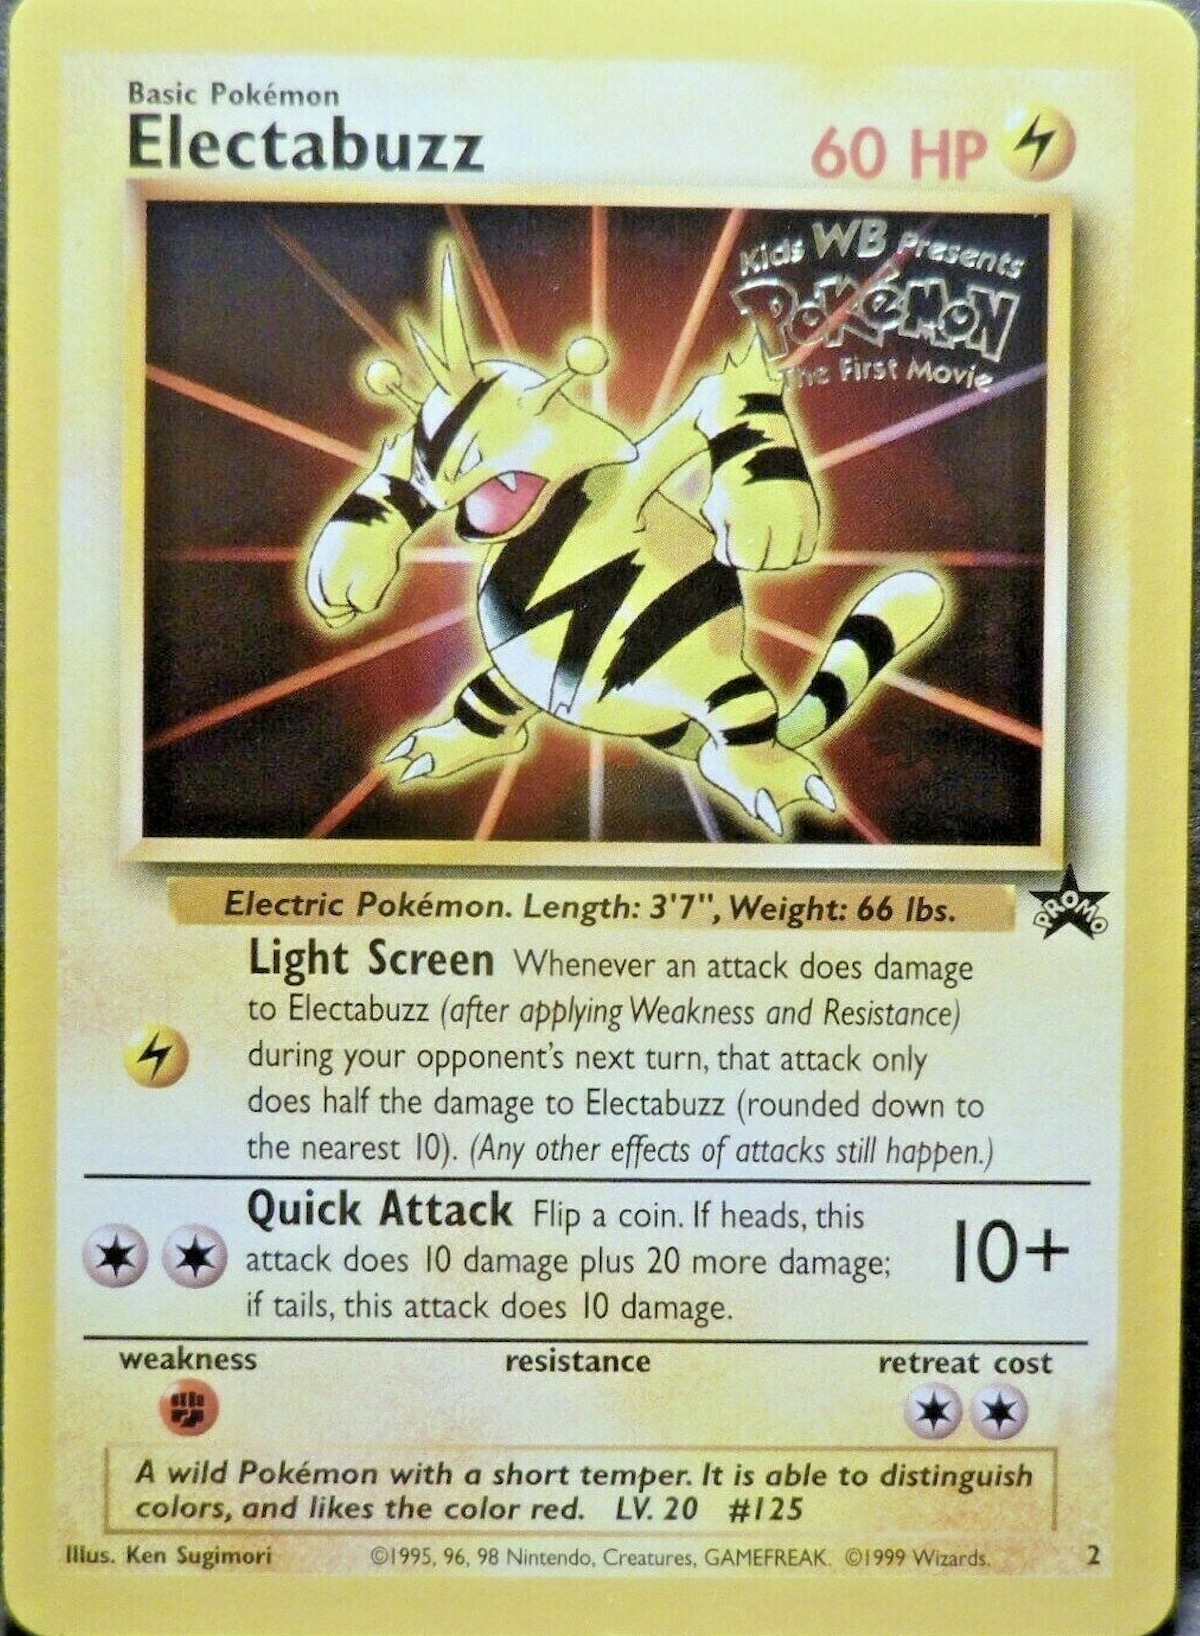 Basic Pokémon
Electabuzz
60 HP
Kids WB Presents
Pokémon
The First Movie
Electric Pokémon. Length: 3'7", Weight: 66 lbs.
PROMO
Light Screen Whenever an attack does damage
to Electabuzz (after applying Weakness and Resistance)
during your opponent's next turn, that attack only
does half the damage to Electabuzz (rounded down to
the nearest 10). (Any other effects of attacks still happen.)
Quick Attack Flip a coin. If heads, this
attack does 10 damage plus 20 more damage;
if tails, this attack does 10 damage.
10+
weakness resistance retreat cost
A wild Pokémon with a short temper. It is able to distinguish
colors, and likes the color red. LV. 20 #125
Illus. Ken Sugimori ©1995, 96, 98 Nintendo, Creatures, GAMEFREAK. ©1999 Wizards. 2